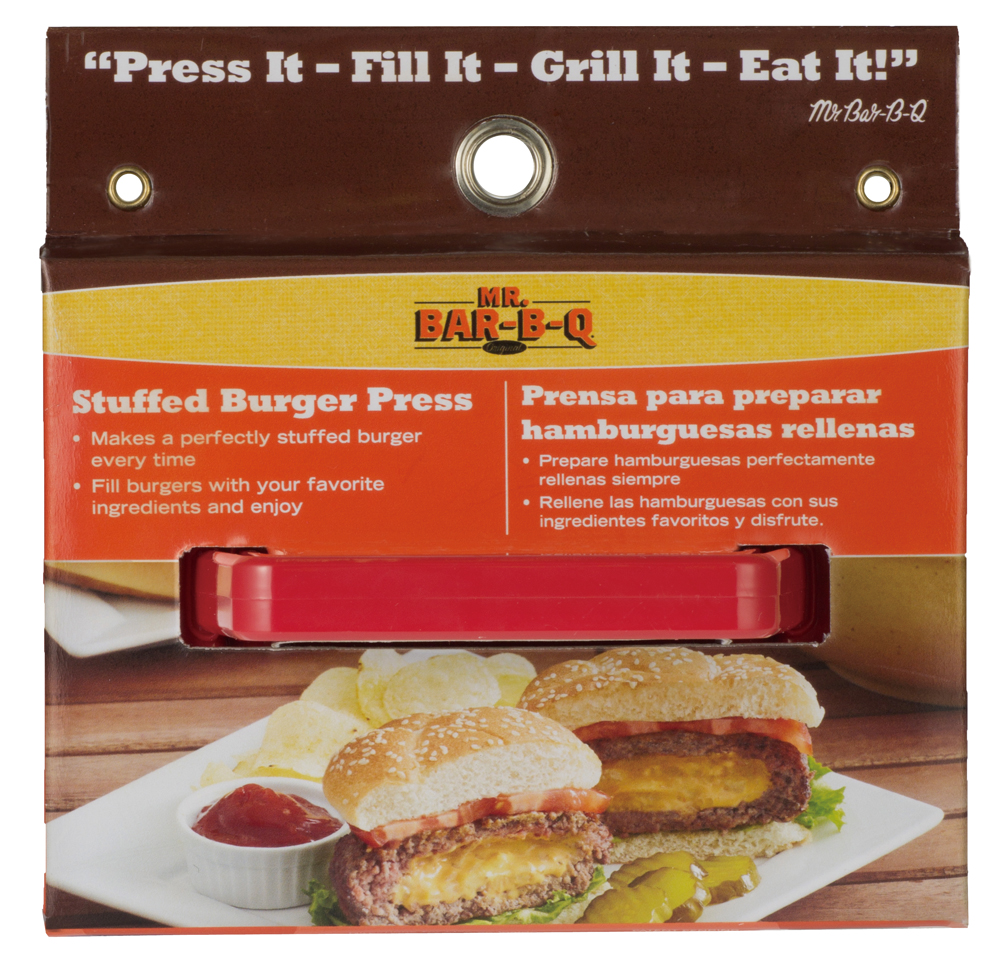 “Press It – Fill It – Grill It – Eat It!”
Mr Bar-B-Q
MR.
BAR-B-Q
Original
Stuffed Burger Press
• Makes a perfectly stuffed burger
every time
• Fill burgers with your favorite
ingredients and enjoy
Prensa para preparar
hamburguesas rellenas
• Prepare hamburguesas perfectamente
rellenas siempre
• Rellene las hamburguesas con sus
ingredientes favoritos y disfrute.